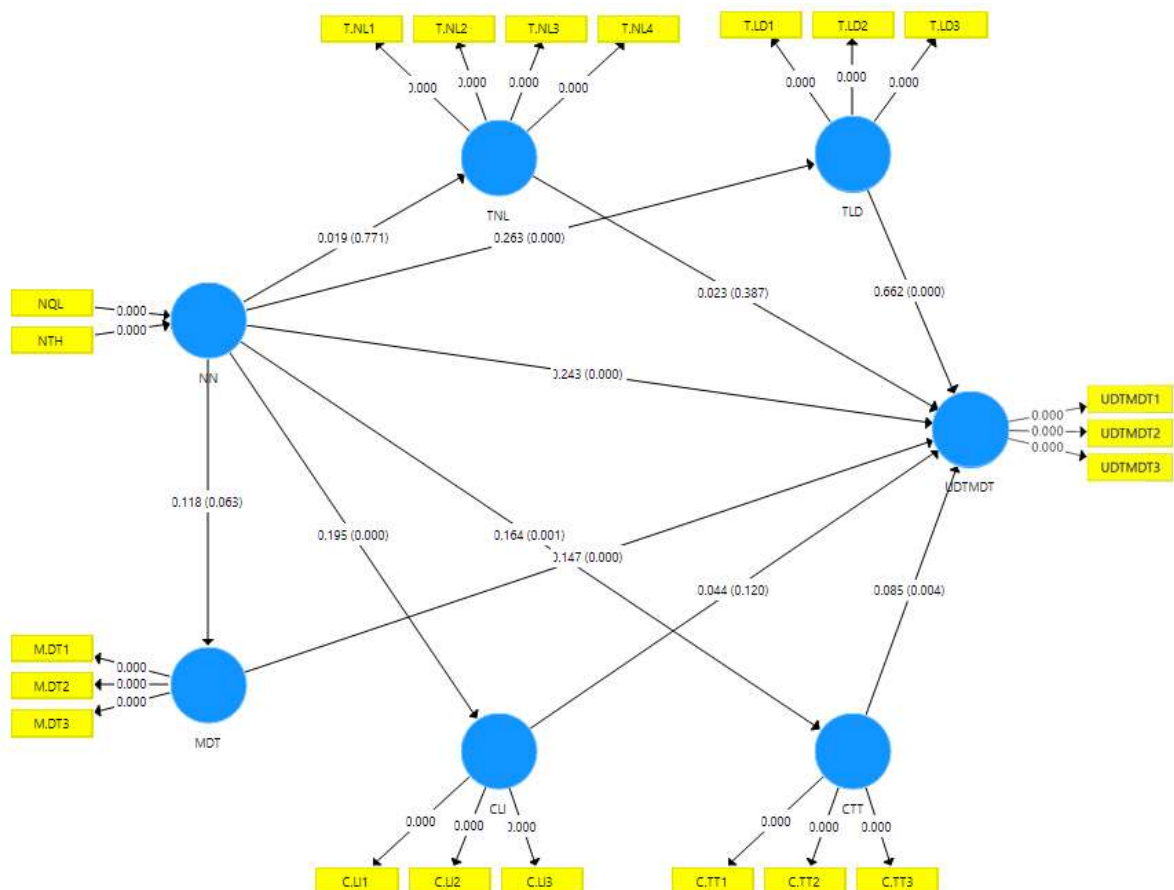 T.NL1 T.NL2 T.NL3 T.NL4 T.LD1 T.LD2 T.LD3
0.000 0.000 0.000 0.000 0.000 0.000 0.000
TNL TLD
0.019 (0.771) 0.263 (0.000)
0.023 (0.387) 0.662 (0.000)
NQL 0.000
NTH 0.000
NN
0.243 (0.000)
UDTMDT
0.000 UDTMDT1
0.000 UDTMDT2
0.000 UDTMDT3
0.118 (0.063)
0.195 (0.000) 0.164 (0.001)
0.147 (0.000)
0.044 (0.120) 0.085 (0.004)
M.DT1 0.000
M.DT2 0.000
M.DT3 0.000
MDT
CLI CTT
0.000 0.000 0.000 0.000 0.000 0.000
C.LI1 C.LI2 C.LI3 C.TT1 C.TT2 C.TT3